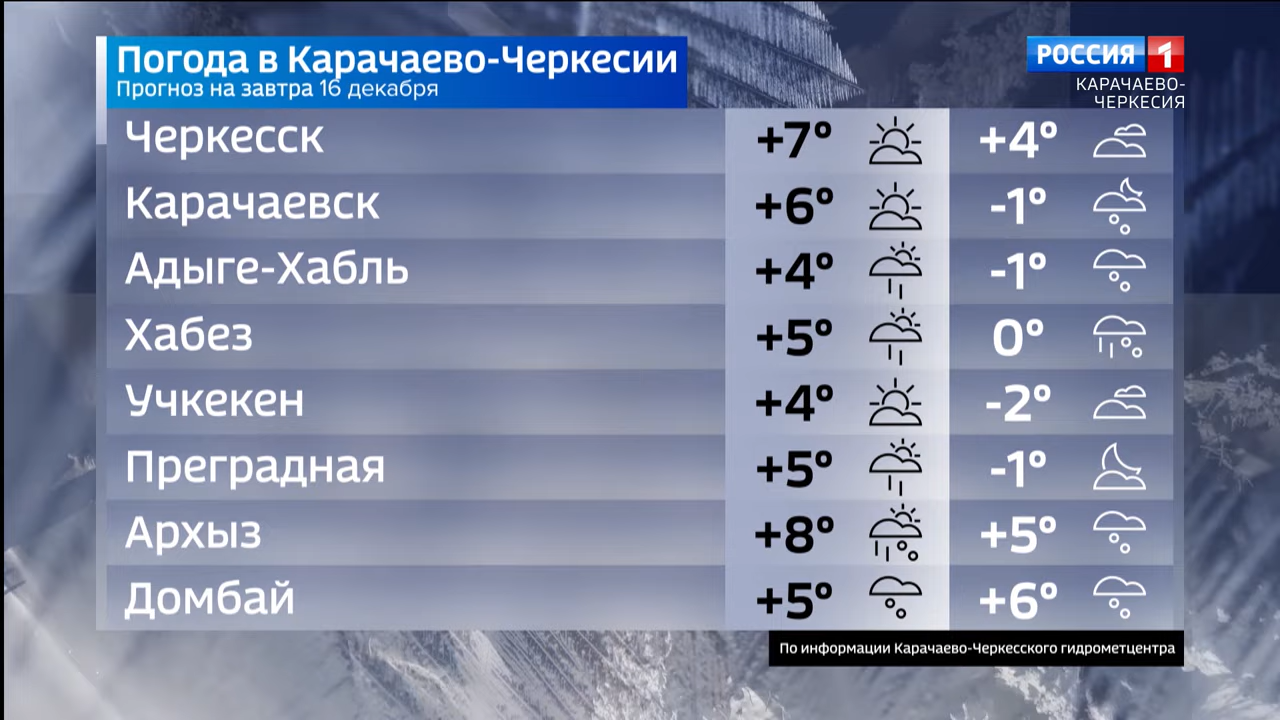 Погода в Карачаево-Черкесии
Прогноз на завтра 16 декабря
РОССИЯ 1
КАРАЧАЕВО-
ЧЕРКЕСИЯ
Черкесск +7° +4°
Карачаевск +6° -1°
Адыге-Хабль +4° -1°
Хабез +5° 0°
Учкекен +4° -2°
Преградная +5° -1°
Архыз +8° +5°
Домбай +5° +6°
По информации Карачаево-Черкесского гидрометцентра